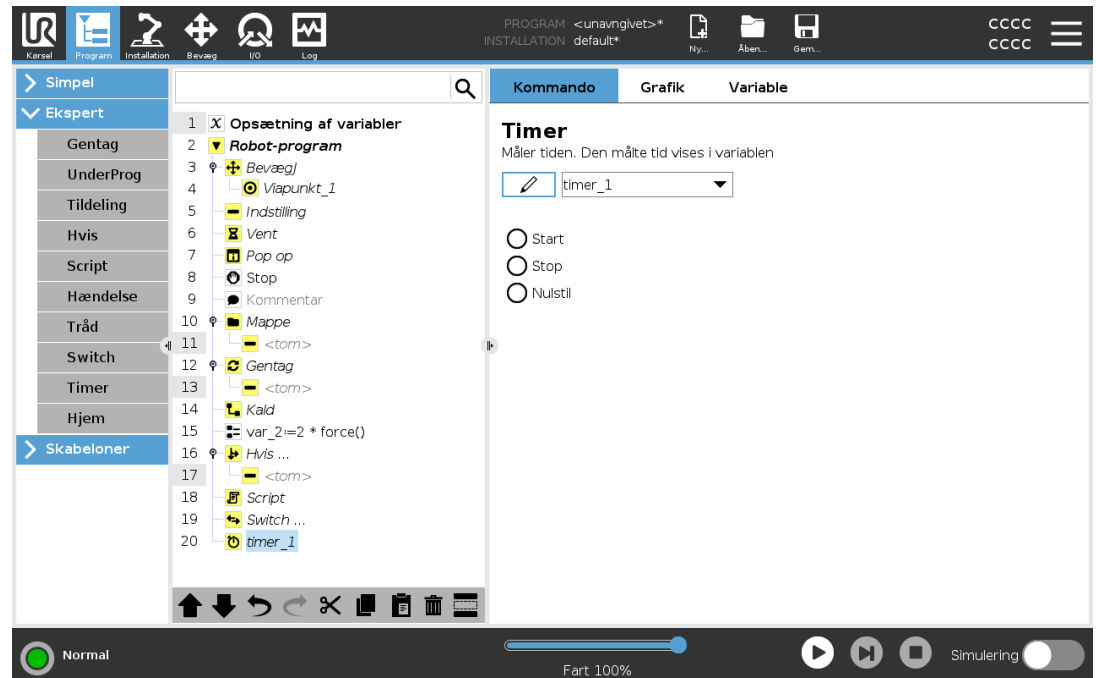 UR
PROGRAM <unavngivet>*
INSTALLATION default*
CCCC
CCCC
Kørsel Program Installation Bevæg I/O Log Ny... Åben... Gem...
Simpel
Ekspert
Gentag
UnderProg
Tildeling
Hvis
Script
Hændelse
Tråd
Switch
Timer
Hjem
Skabeloner
1 X Opsætning af variabler
2 Robot-program
3 BevægJ
4 Viapunkt_1
5 Indstilling
6 Vent
7 Pop op
8 Stop
9 Kommentar
10 Mappe
11 <tom>
12 Gentag
13 <tom>
14 Kald
15 var_2:=2 * force()
16 Hvis ...
17 <tom>
18 Script
19 Switch ...
20 timer_1
Kommando Grafik Variable
Timer
Måler tiden. Den målte tid vises i variablen
timer_1
Start
Stop
Nulstil
Normal
Fart 100%
Simulering